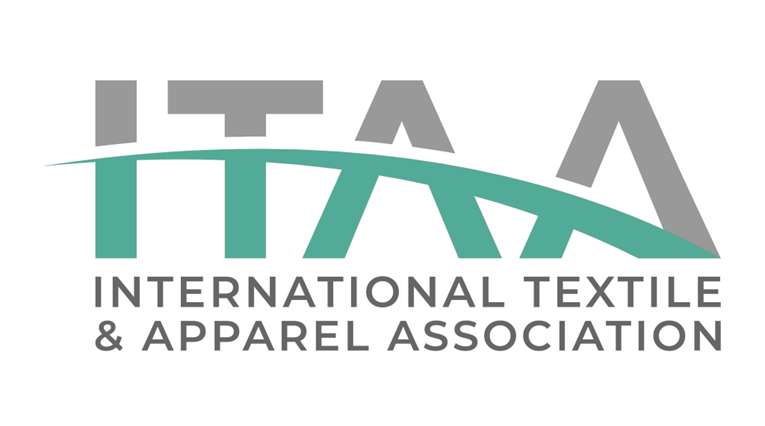 ITAA
INTERNATIONAL TEXTILE
& APPAREL ASSOCIATION